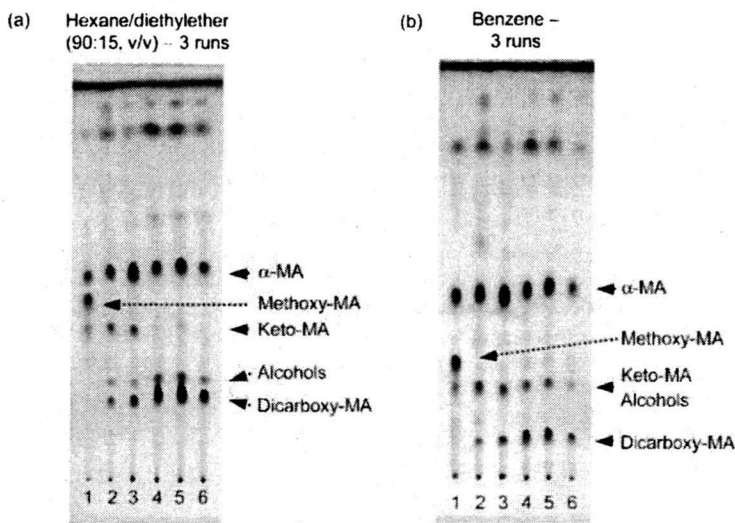 (a)
Hexane/diethylether
(90:15, v/v) – 3 runs
α-MA
Methoxy-MA
Keto-MA
Alcohols
Dicarboxy-MA
1 2 3 4 5 6
(b)
Benzene –
3 runs
α-MA
Methoxy-MA
Keto-MA
Alcohols
Dicarboxy-MA
1 2 3 4 5 6